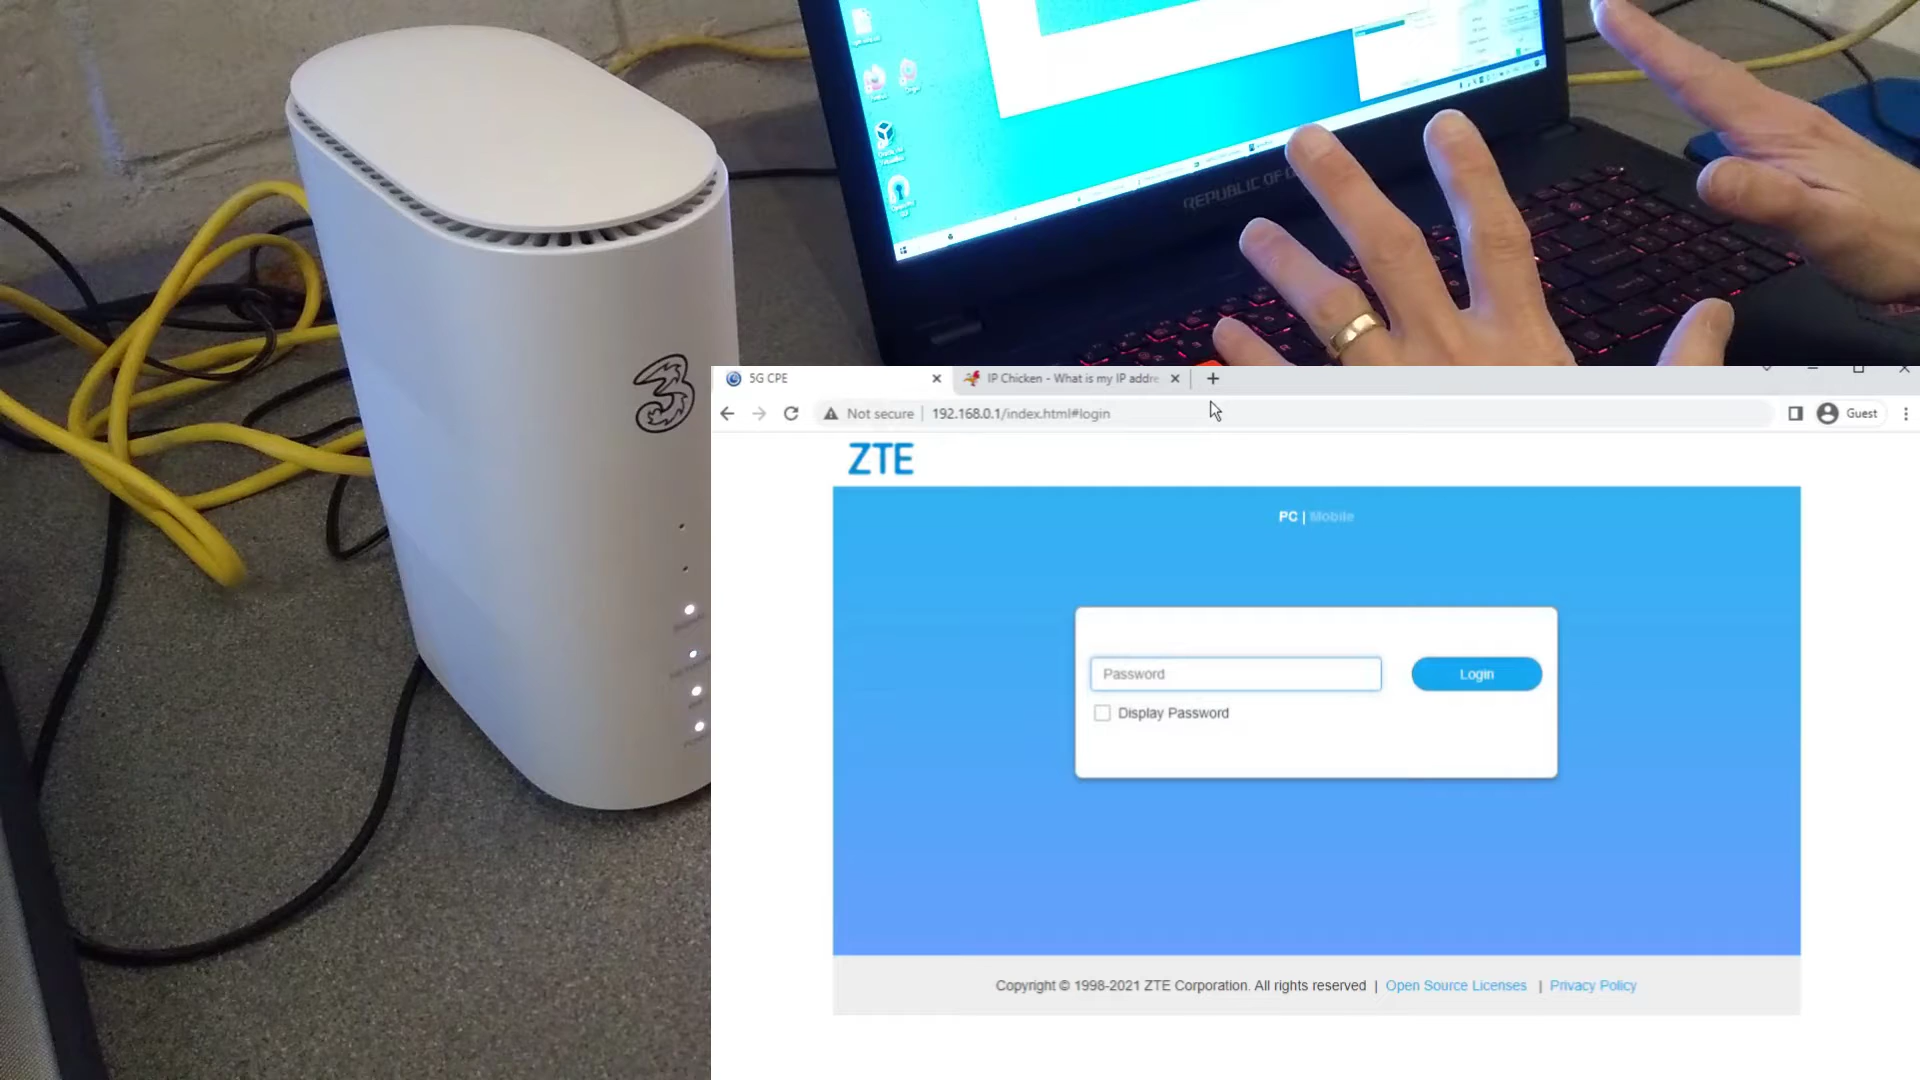 REPUBLIC OF
3
5G CPE
IP Chicken - What is my IP addre
Not secure
192.168.0.1/index.html#login
Guest
ZTE
PC | Mobile
Password
Login
Display Password
Copyright © 1998-2021 ZTE Corporation. All rights reserved | Open Source Licenses | Privacy Policy